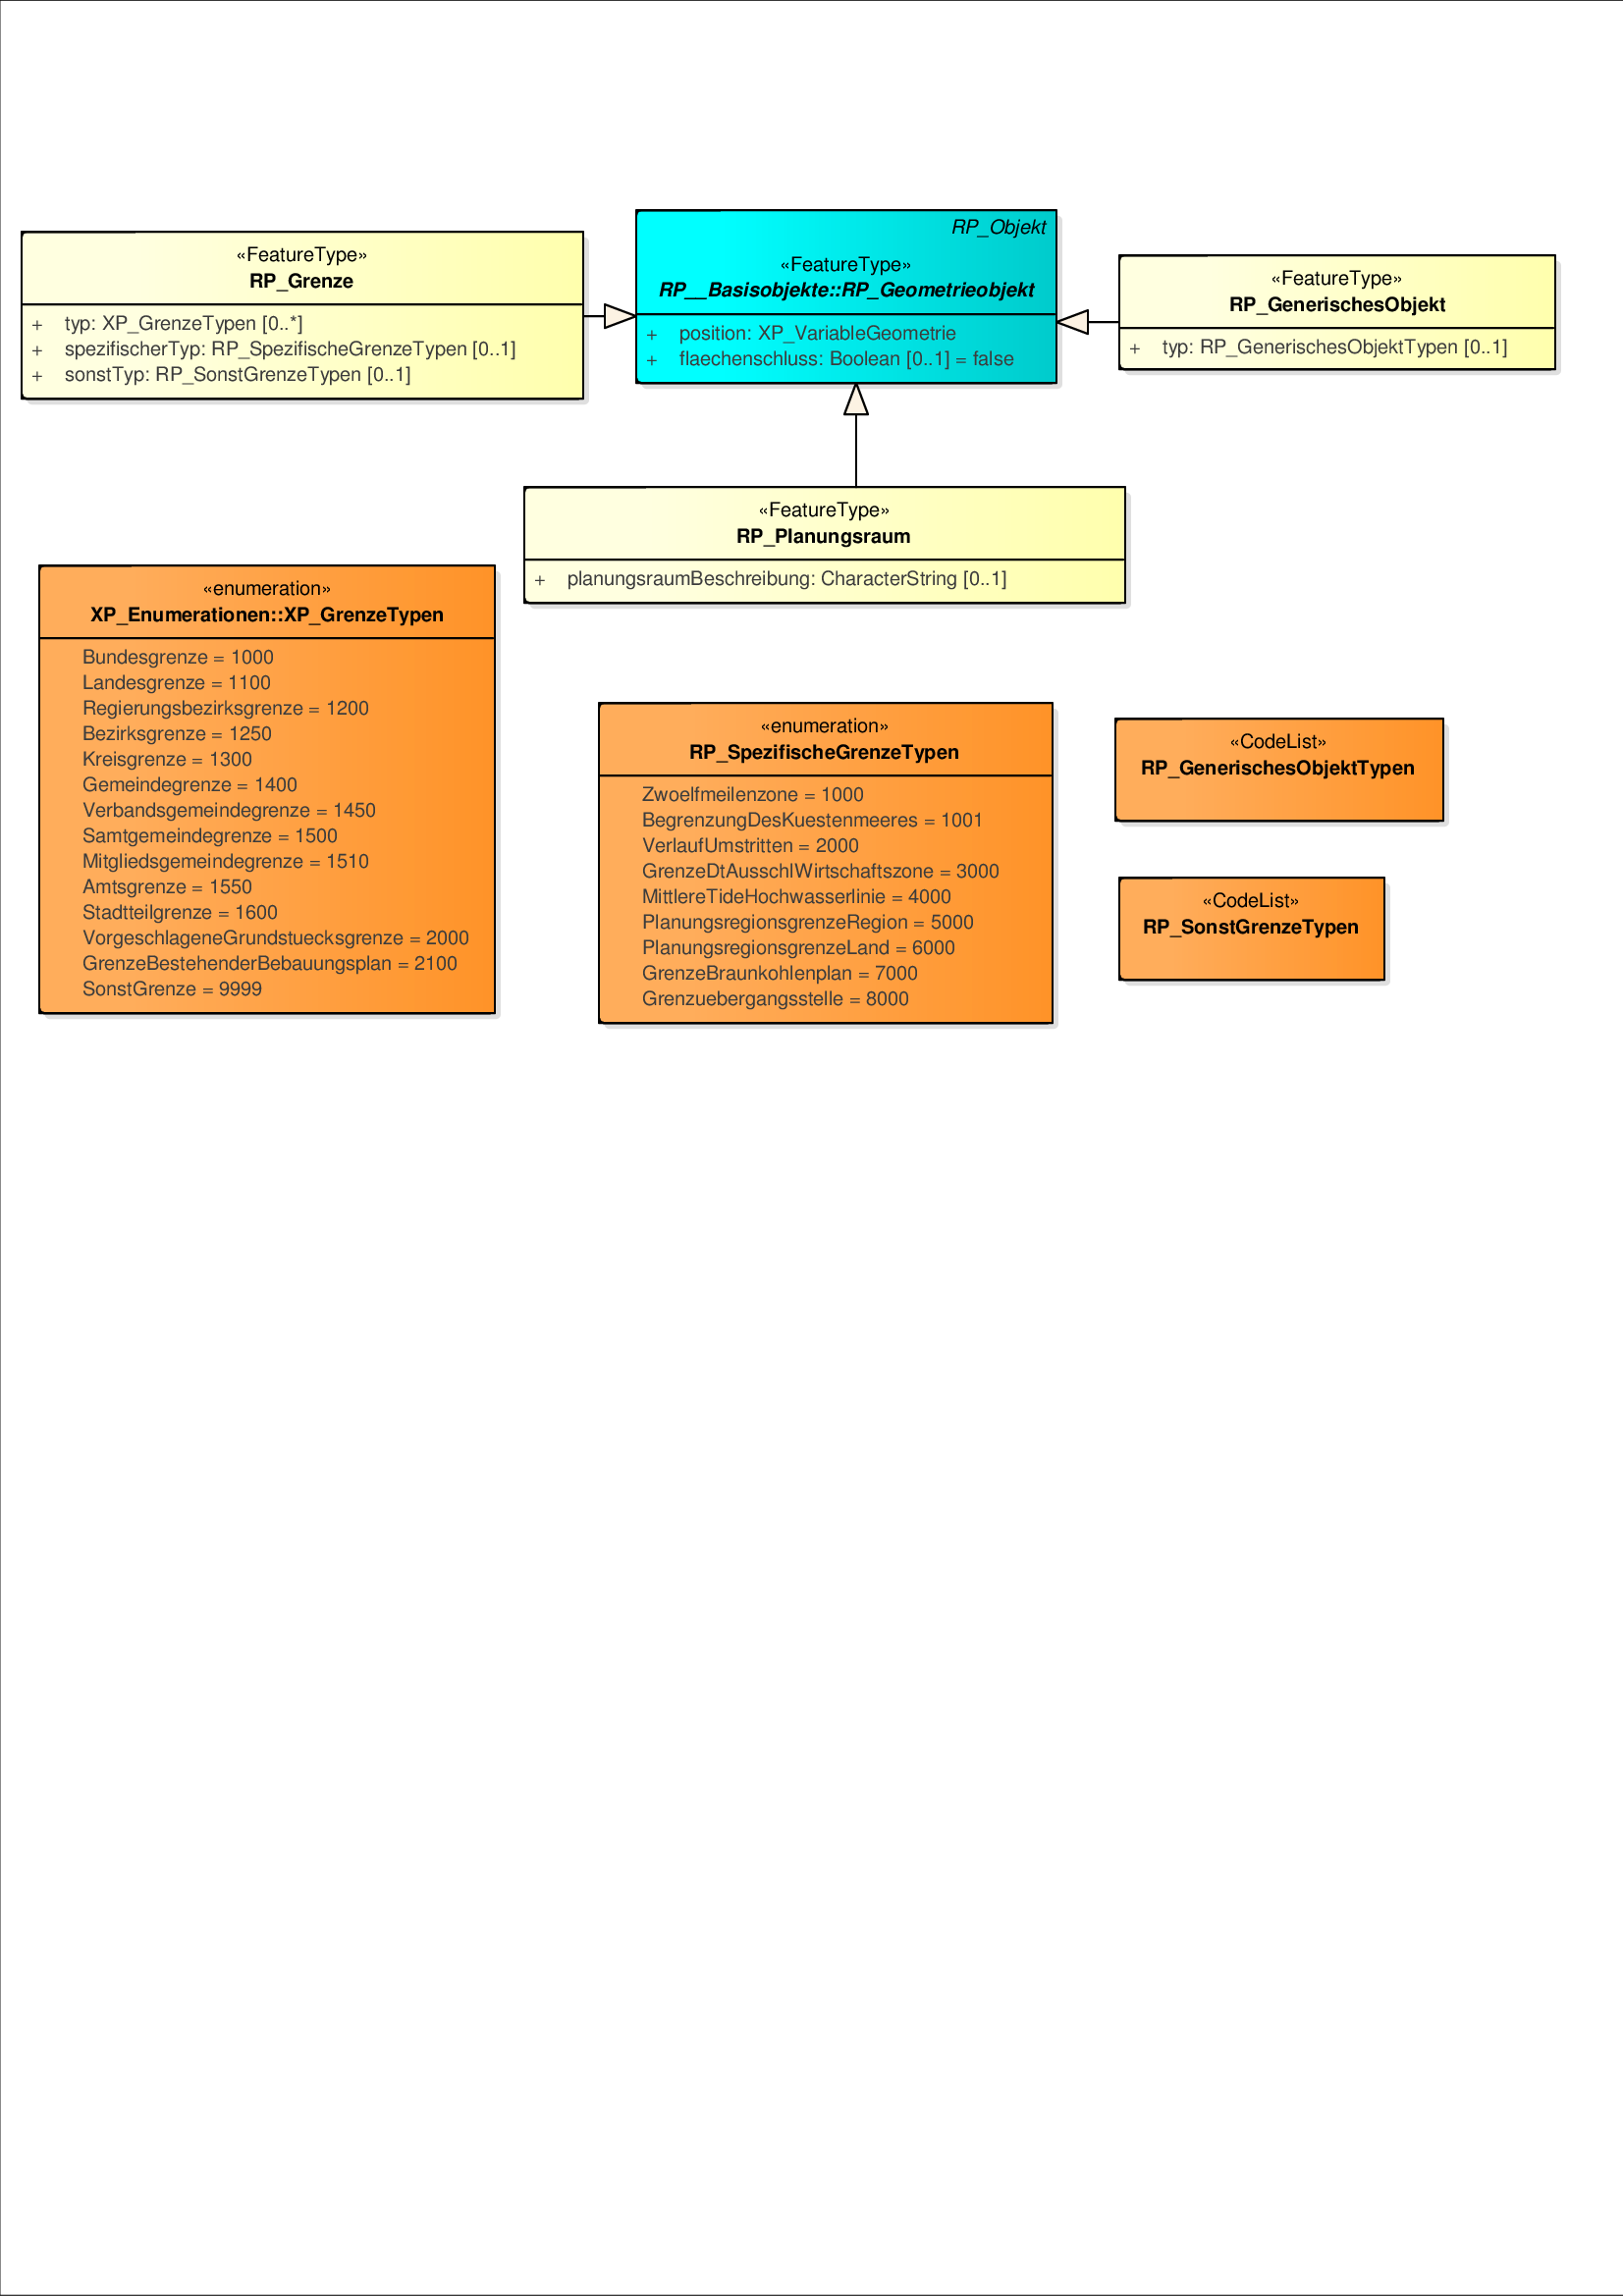 «FeatureType»
RP_Grenze
+ typ: XP_GrenzeTypen [0..*]
+ spezifischerTyp: RP_SpezifischeGrenzeTypen [0..1]
+ sonstTyp: RP_SonstGrenzeTypen [0..1]
RP_Objekt
«FeatureType»
RP__Basisobjekte::RP_Geometrieobjekt
+ position: XP_VariableGeometrie
+ flaechenschluss: Boolean [0..1] = false
«FeatureType»
RP_GenerischesObjekt
+ typ: RP_GenerischesObjektTypen [0..1]
«FeatureType»
RP_Planungsraum
+ planungsraumBeschreibung: CharacterString [0..1]
«enumeration»
XP_Enumerationen::XP_GrenzeTypen
Bundesgrenze = 1000
Landesgrenze = 1100
Regierungsbezirksgrenze = 1200
Bezirksgrenze = 1250
Kreisgrenze = 1300
Gemeindegrenze = 1400
Verbandsgemeindegrenze = 1450
Samtgemeindegrenze = 1500
Mitgliedsgemeindegrenze = 1510
Amtsgrenze = 1550
Stadtteilgrenze = 1600
VorgeschlageneGrundstuecksgrenze = 2000
GrenzeBestehenderBebauungsplan = 2100
SonstGrenze = 9999
«enumeration»
RP_SpezifischeGrenzeTypen
Zwoelfmeilenzone = 1000
BegrenzungDesKuestenmeeres = 1001
VerlaufUmstritten = 2000
GrenzeDtAusschlWirtschaftszone = 3000
MittlereTideHochwasserlinie = 4000
PlanungsregionsgrenzeRegion = 5000
PlanungsregionsgrenzeLand = 6000
GrenzeBraunkohlenplan = 7000
Grenzuebergangsstelle = 8000
«CodeList»
RP_GenerischesObjektTypen
«CodeList»
RP_SonstGrenzeTypen